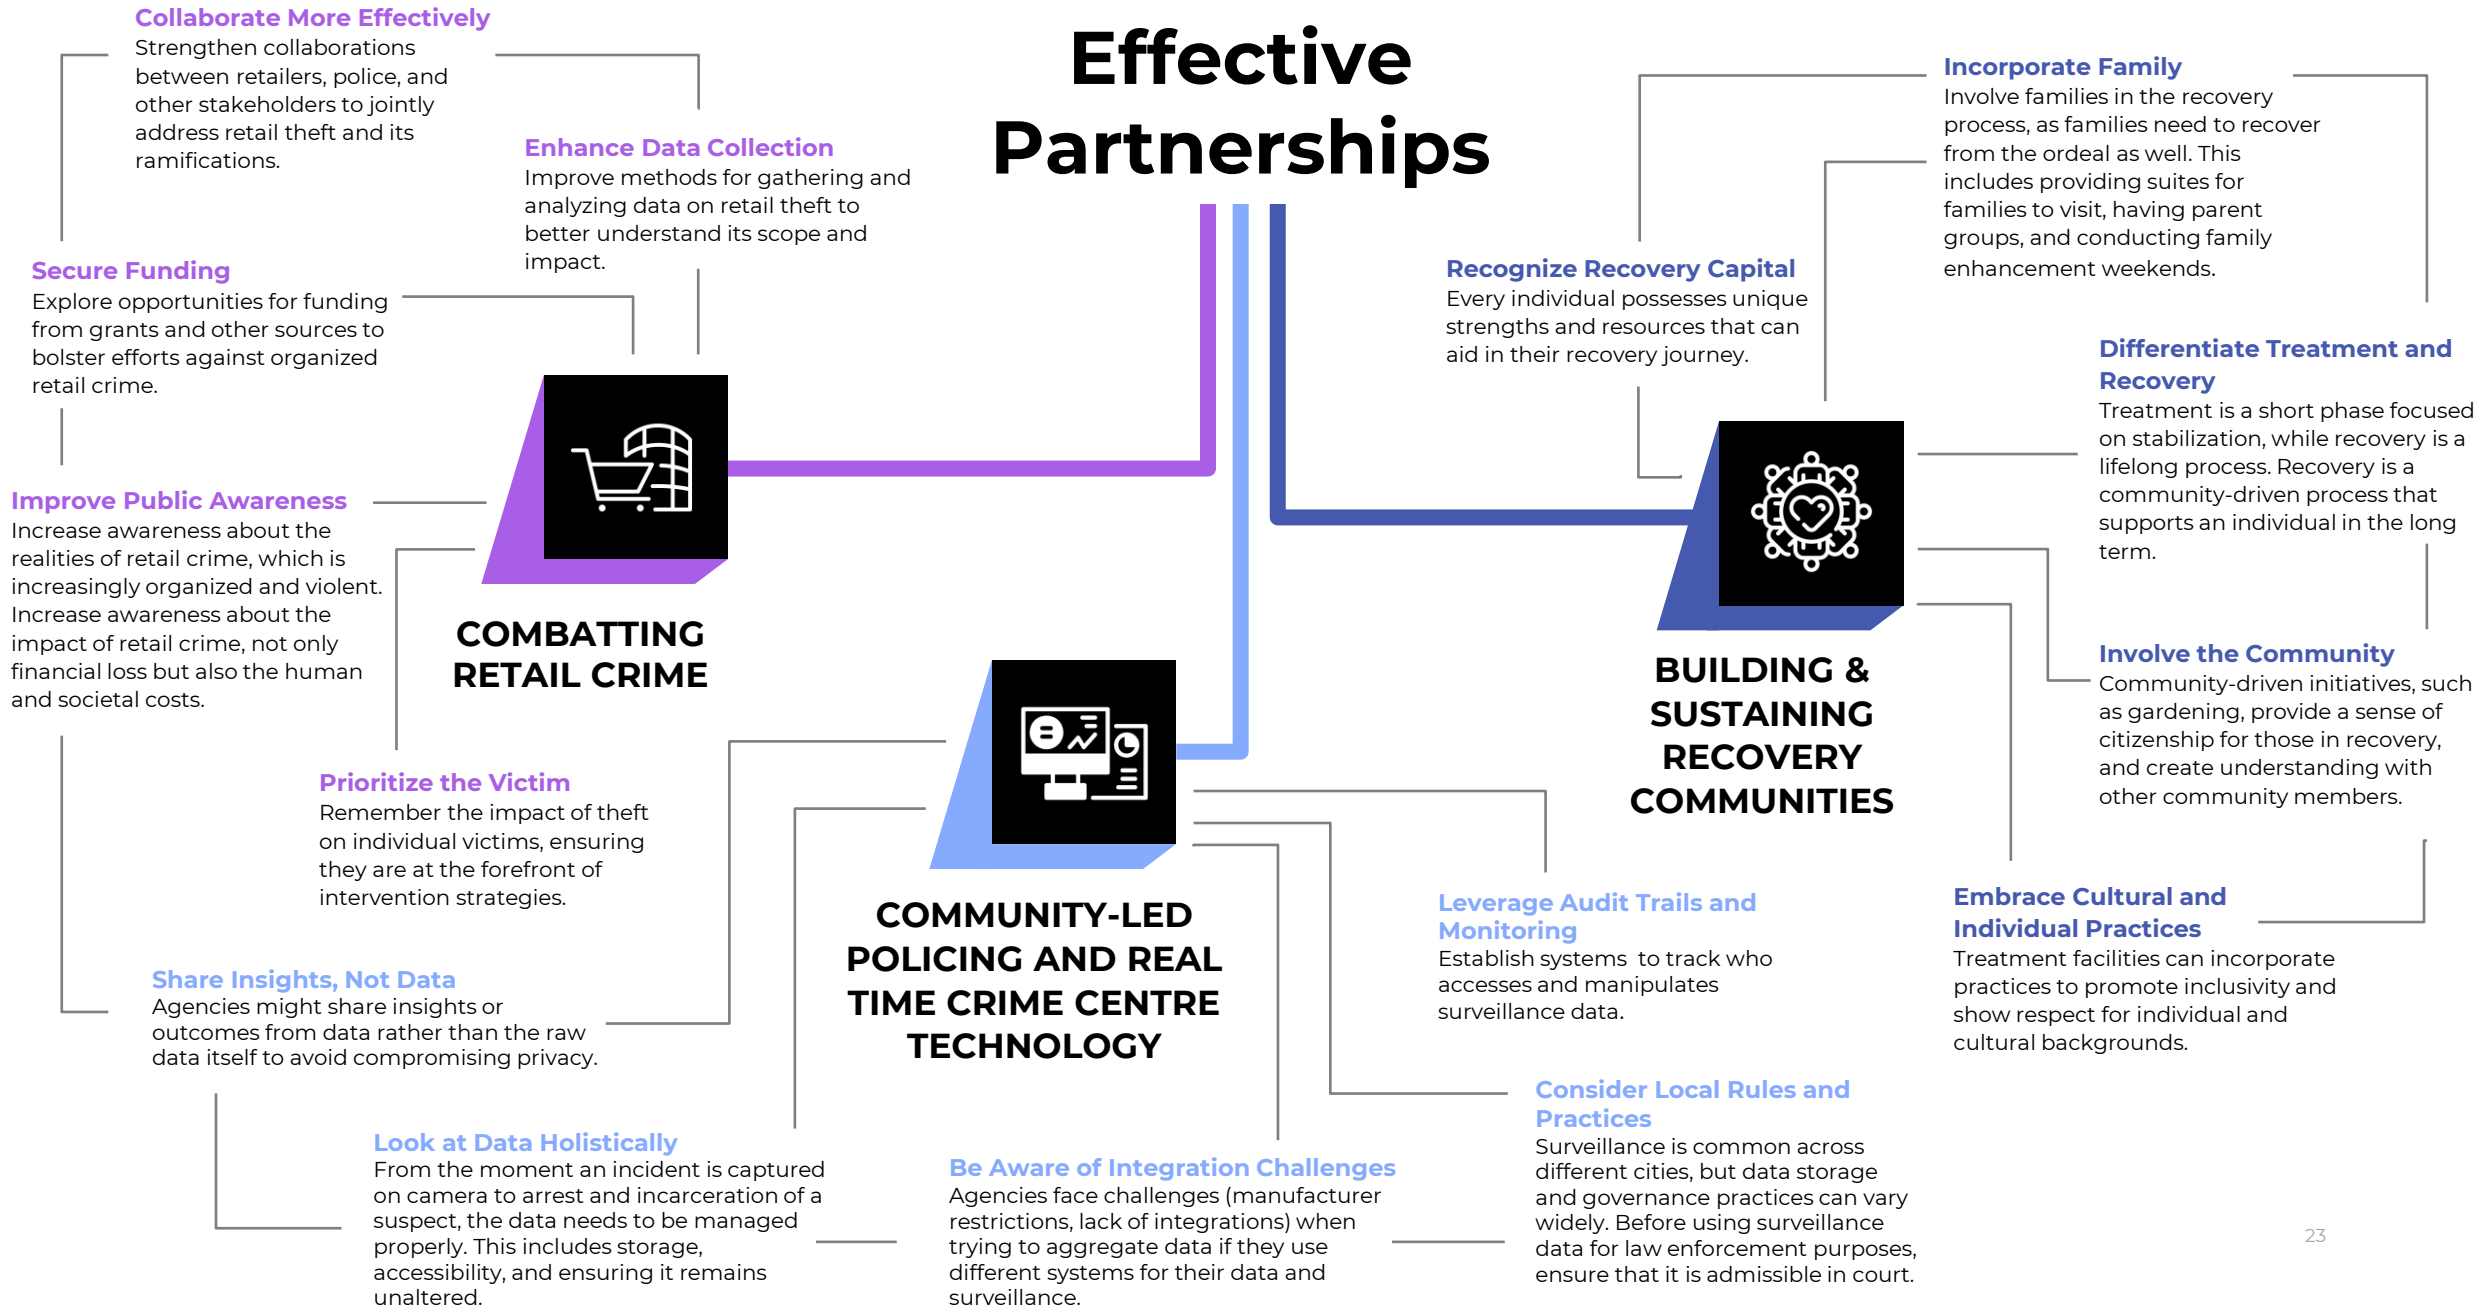 Effective
Partnerships
Collaborate More Effectively
Strengthen collaborations
between retailers, police, and
other stakeholders to jointly
address retail theft and its
ramifications.
Enhance Data Collection
Improve methods for gathering and
analyzing data on retail theft to
better understand its scope and
impact.
Secure Funding
Explore opportunities for funding
from grants and other sources to
bolster efforts against organized
retail crime.
Improve Public Awareness
Increase awareness about the
realities of retail crime, which is
increasingly organized and violent.
Increase awareness about the
impact of retail crime, not only
financial loss but also the human
and societal costs.
Prioritize the Victim
Remember the impact of theft
on individual victims, ensuring
they are at the forefront of
intervention strategies.
COMBATTING
RETAIL CRIME
Incorporate Family
Involve families in the recovery
process, as families need to recover
from the ordeal as well. This
includes providing suites for
families to visit, having parent
groups, and conducting family
enhancement weekends.
Recognize Recovery Capital
Every individual possesses unique
strengths and resources that can
aid in their recovery journey.
Differentiate Treatment and
Recovery
Treatment is a short phase focused
on stabilization, while recovery is a
lifelong process. Recovery is a
community-driven process that
supports an individual in the long
term.
BUILDING &
SUSTAINING
RECOVERY
COMMUNITIES
Involve the Community
Community-driven initiatives, such
as gardening, provide a sense of
citizenship for those in recovery,
and create understanding with
other community members.
Embrace Cultural and
Individual Practices
Treatment facilities can incorporate
practices to promote inclusivity and
show respect for individual and
cultural backgrounds.
COMMUNITY-LED
POLICING AND REAL
TIME CRIME CENTRE
TECHNOLOGY
Share Insights, Not Data
Agencies might share insights or
outcomes from data rather than the raw
data itself to avoid compromising privacy.
Look at Data Holistically
From the moment an incident is captured
on camera to arrest and incarceration of a
suspect, the data needs to be managed
properly. This includes storage,
accessibility, and ensuring it remains
unaltered.
Be Aware of Integration Challenges
Agencies face challenges (manufacturer
restrictions, lack of integrations) when
trying to aggregate data if they use
different systems for their data and
surveillance.
Leverage Audit Trails and
Monitoring
Establish systems  to track who
accesses and manipulates
surveillance data.
Consider Local Rules and
Practices
Surveillance is common across
different cities, but data storage
and governance practices can vary
widely. Before using surveillance
data for law enforcement purposes,
ensure that it is admissible in court.
23